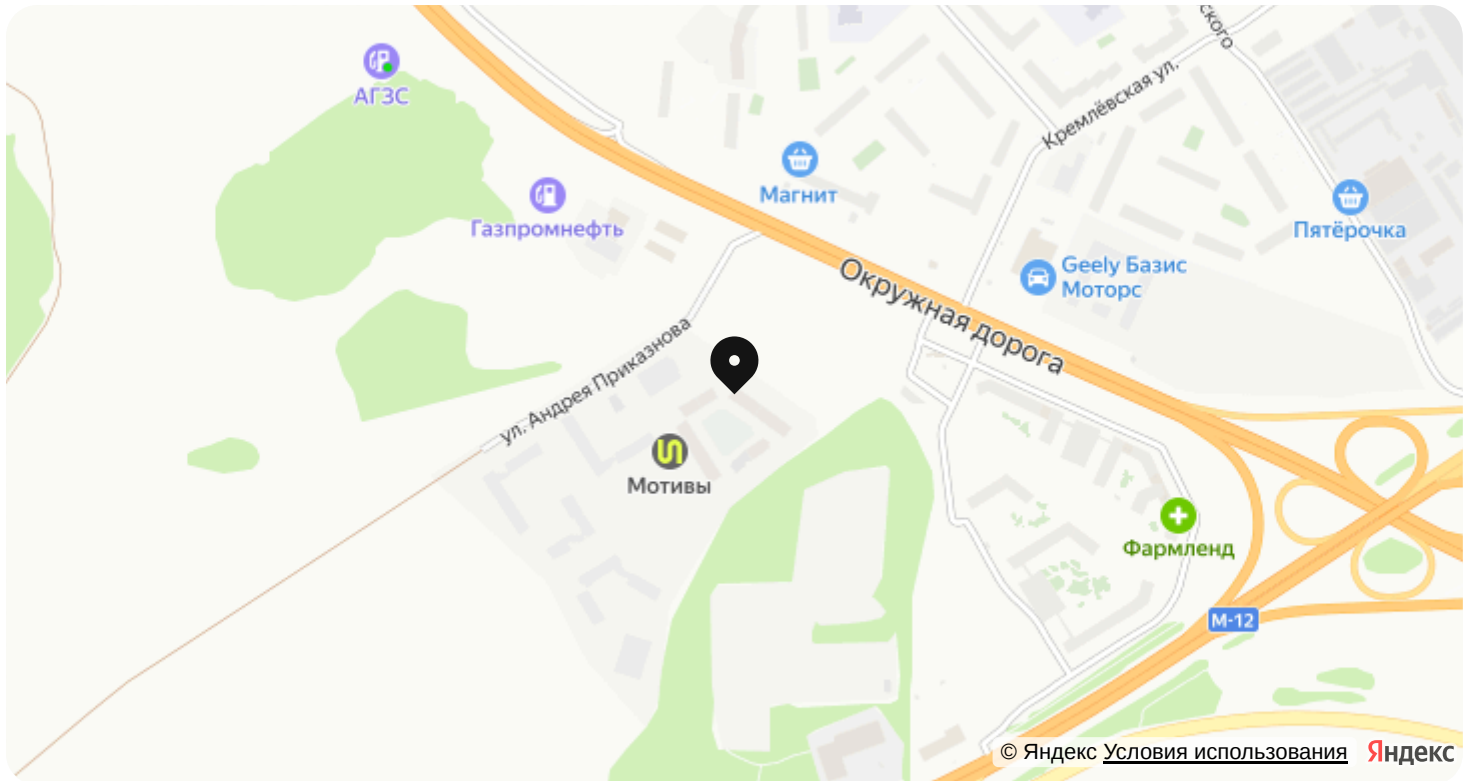 ского
АГЗС
Кремлёвская ул.
Магнит
Газпромнефть
Пятёрочка
Geely Базис
Моторс
Окружная дорога
ул. Андрея Приказнова
Мотивы
Фармленд
М-12
© Яндекс Условия использования Яндекс